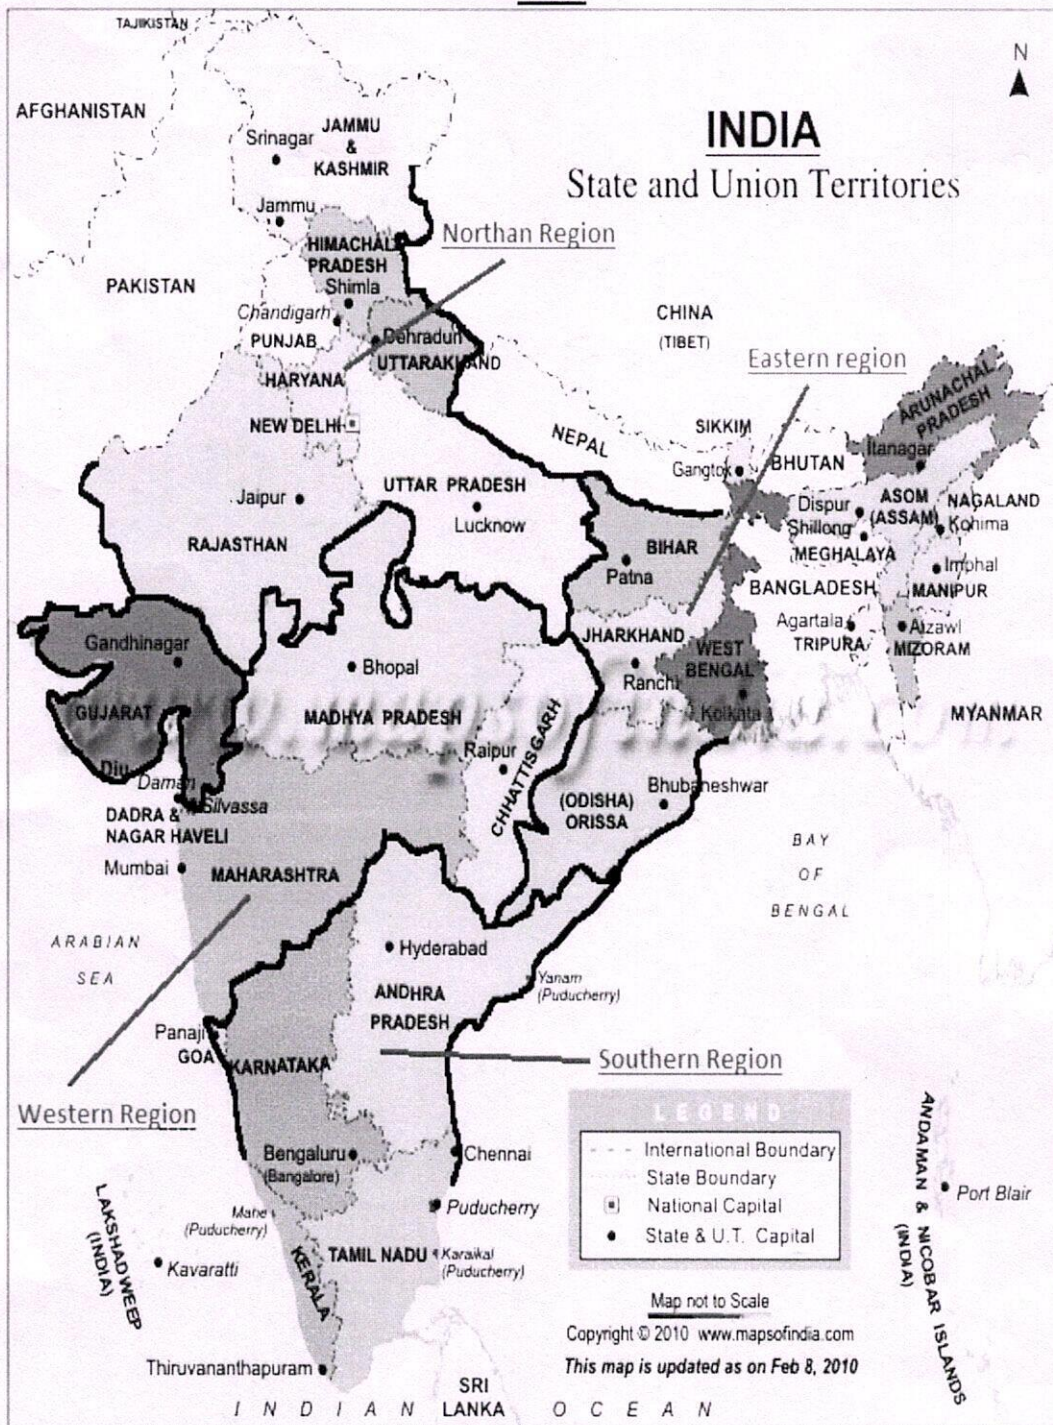 TAJIKISTAN
AFGHANISTAN
N
JAMMU
&
KASHMIR
Srinagar
Jammu
INDIA
State and Union Territories
Northan Region
HIMACHAL
PRADESH
Shimla
PAKISTAN
Chandigarh
PUNJAB
Dehradun
UTTARAKHAND
HARYANA
NEW DELHI
CHINA
(TIBET)
Eastern region
ARUNACHAL
PRADESH
Itanagar
NEPAL
SIKKIM
Gangtok
BHUTAN
Jaipur
RAJASTHAN
UTTAR PRADESH
Lucknow
BIHAR
Patna
Dispur
Shillong
MEGHALAYA
ASOM
(ASSAM)
NAGALAND
Kohima
Imphal
MANIPUR
BANGLADESH
Agartala
TRIPURA
Aizawl
MIZORAM
MYANMAR
Gandhinagar
GUJARAT
Bhopal
MADHYA PRADESH
JHARKHAND
Ranchi
WEST
BENGAL
Kolkata
Raipur
CHHATTISGARH
Bhubaneshwar
(ODISHA)
ORISSA
Diu
Daman
Silvassa
DADRA &
NAGAR HAVELI
Mumbai
MAHARASHTRA
BAY
OF
BENGAL
ARABIAN
SEA
Hyderabad
ANDHRA
PRADESH
Yanam
(Puducherry)
Panaji
GOA
KARNATAKA
Southern Region
Western Region
LEGEND
International Boundary
State Boundary
National Capital
State & U.T. Capital
Bengaluru
(Bangalore)
Chennai
Mahe
(Puducherry)
Puducherry
TAMIL NADU
Karaikal
(Puducherry)
KERALA
LAKSHADWEEP
(INDIA)
Kavaratti
ANDAMAN & NICOBAR ISLANDS
(INDIA)
Port Blair
Map not to Scale
Copyright © 2010 www.mapsofindia.com
This map is updated as on Feb 8, 2010
Thiruvananthapuram
SRI
LANKA
INDIAN OCEAN